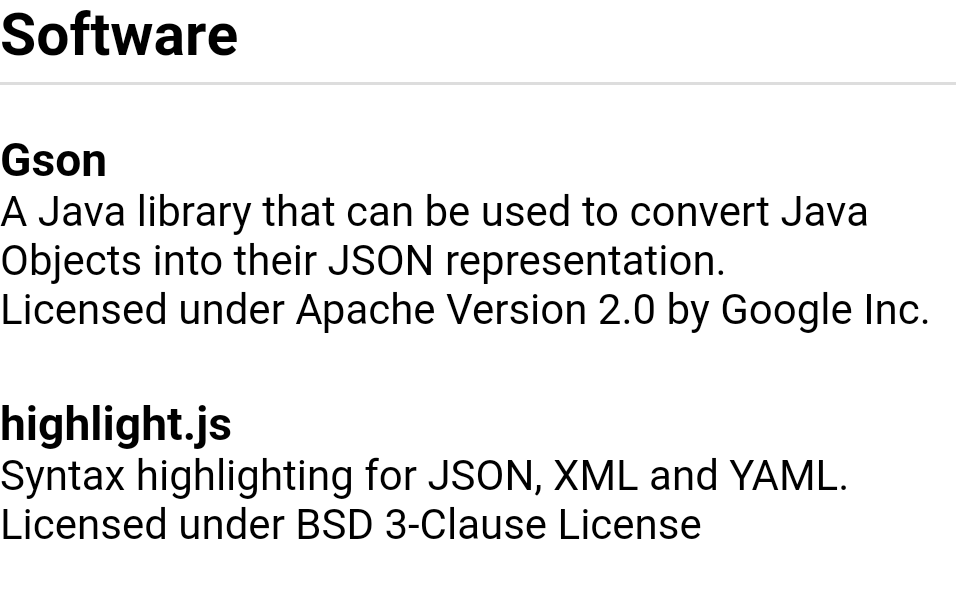 Software
Gson
A Java library that can be used to convert Java
Objects into their JSON representation.
Licensed under Apache Version 2.0 by Google Inc.
highlight.js
Syntax highlighting for JSON, XML and YAML.
Licensed under BSD 3-Clause License